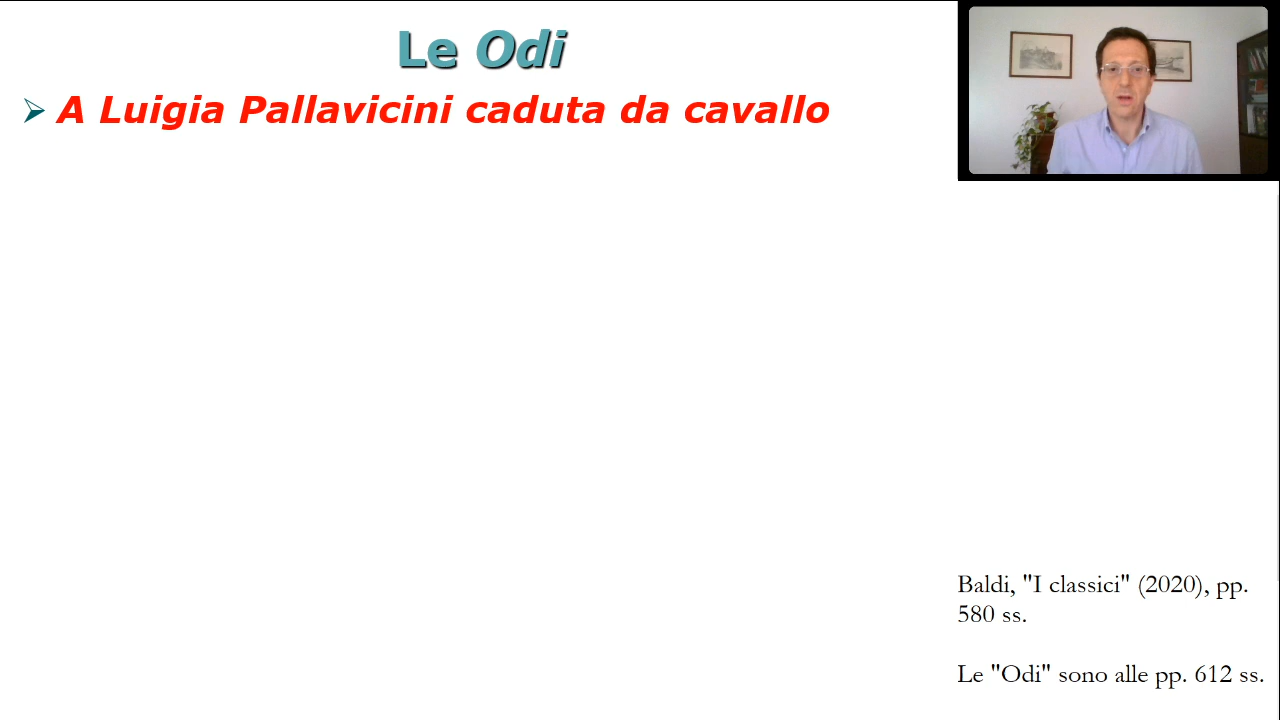 Le Odi
A Luigia Pallavicini caduta da cavallo
Baldi, "I classici" (2020), pp.
580 ss.
Le "Odi" sono alle pp. 612 ss.